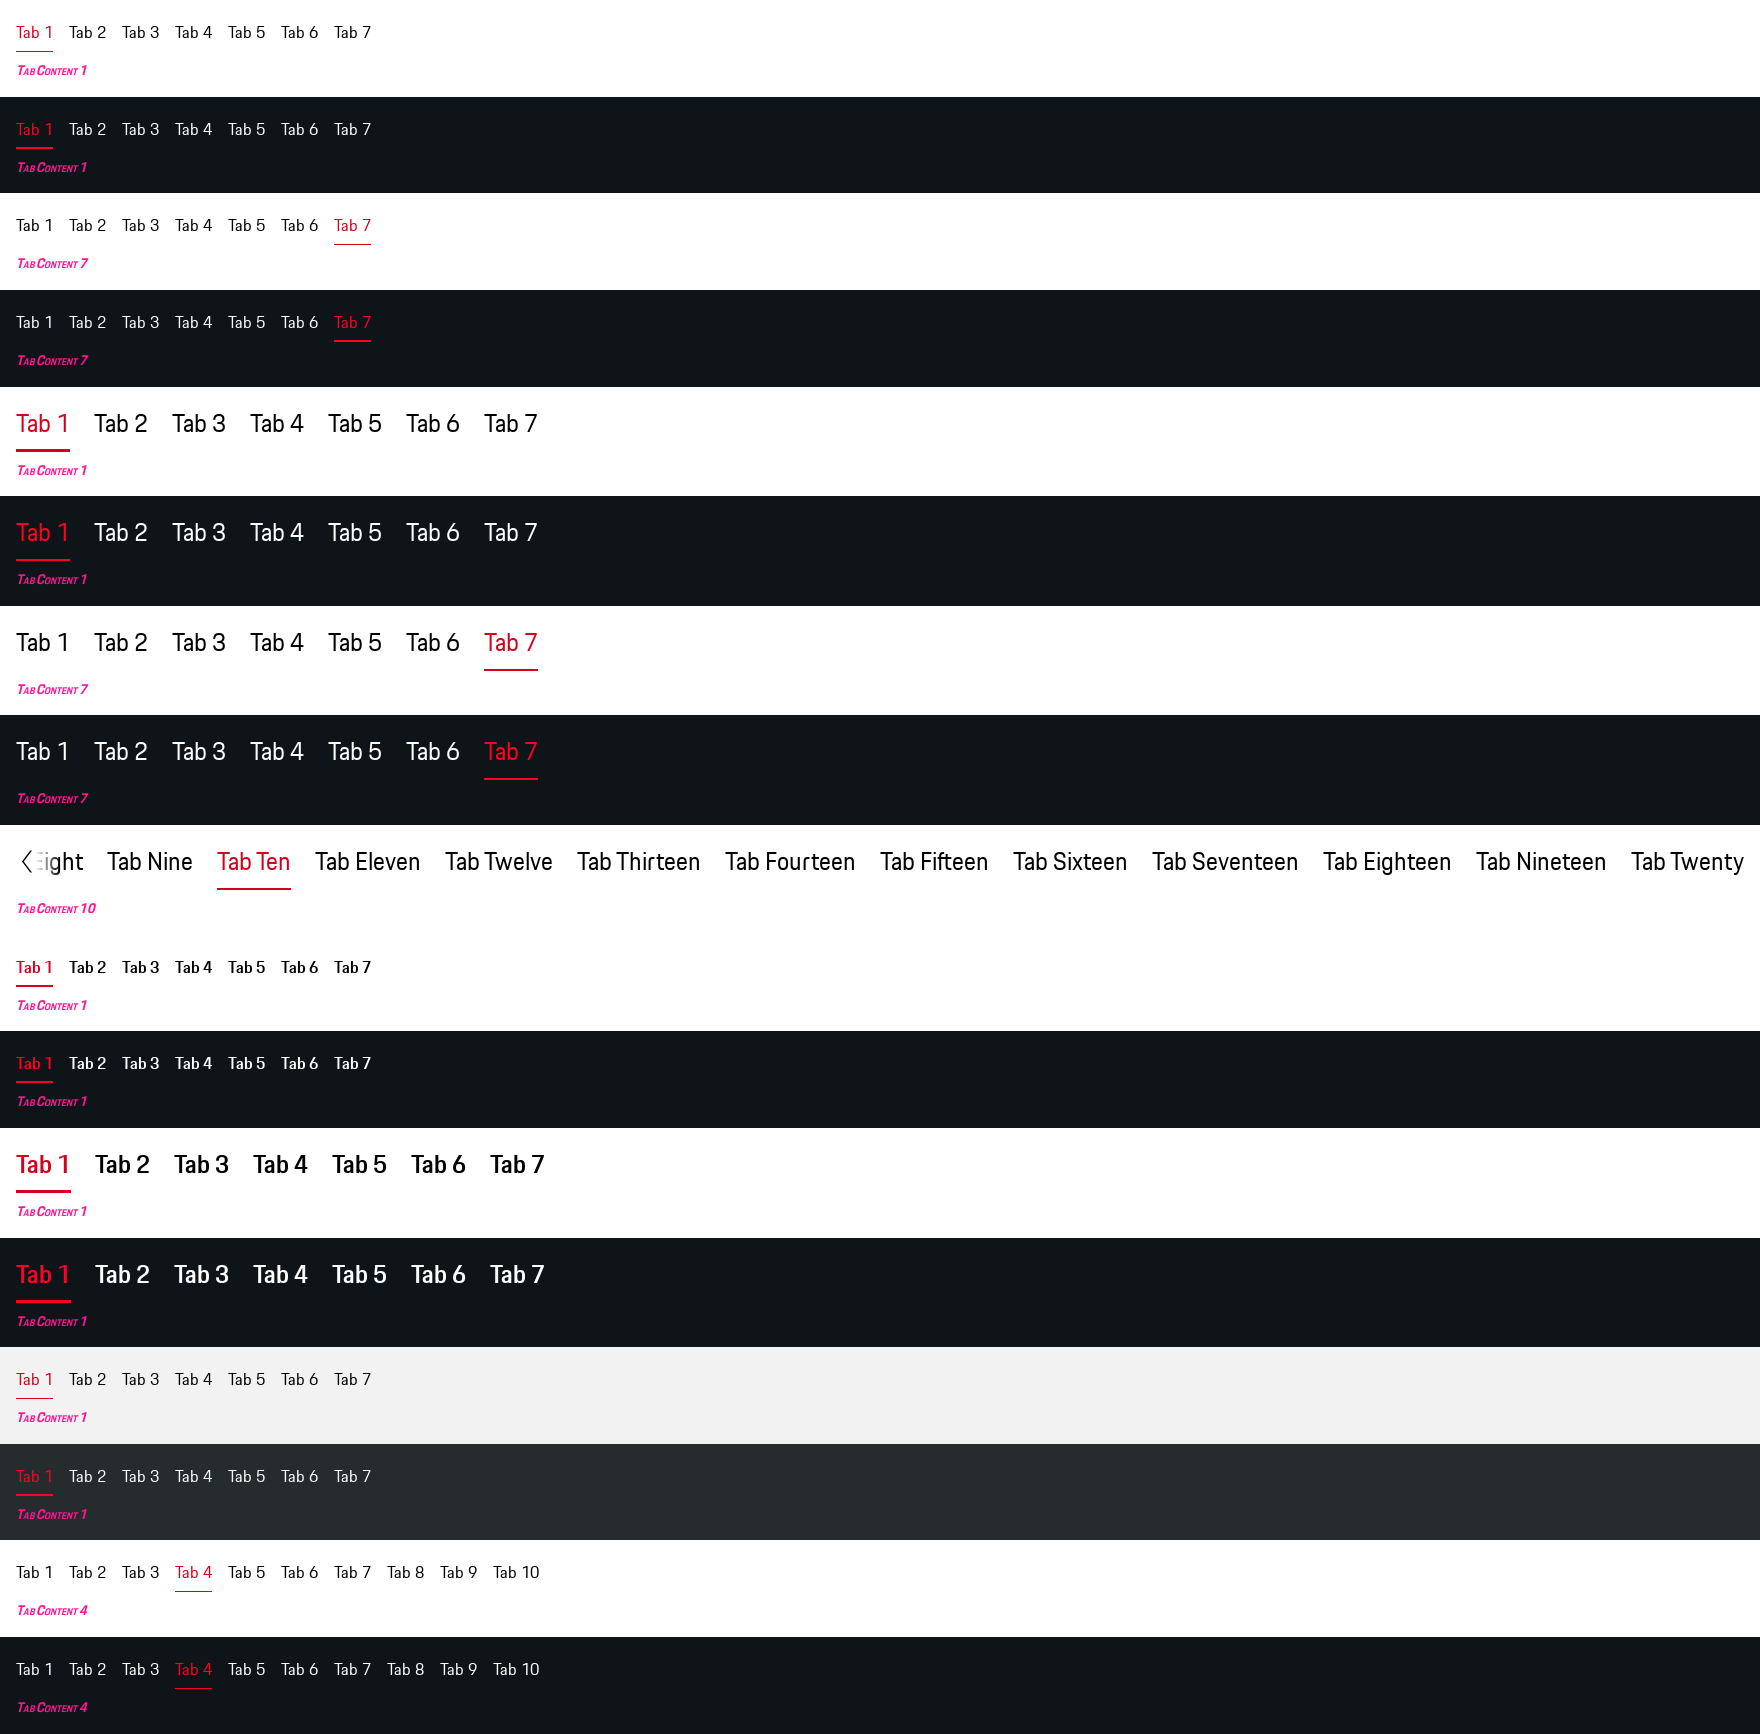 Tab 1 Tab 2 Tab 3 Tab 4 Tab 5 Tab 6 Tab 7
Tab Content 1
Tab 1 Tab 2 Tab 3 Tab 4 Tab 5 Tab 6 Tab 7
Tab Content 1
Tab 1 Tab 2 Tab 3 Tab 4 Tab 5 Tab 6 Tab 7
Tab Content 7
Tab 1 Tab 2 Tab 3 Tab 4 Tab 5 Tab 6 Tab 7
Tab Content 7
Tab 1 Tab 2 Tab 3 Tab 4 Tab 5 Tab 6 Tab 7
Tab Content 1
Tab 1 Tab 2 Tab 3 Tab 4 Tab 5 Tab 6 Tab 7
Tab Content 1
Tab 1 Tab 2 Tab 3 Tab 4 Tab 5 Tab 6 Tab 7
Tab Content 7
Tab 1 Tab 2 Tab 3 Tab 4 Tab 5 Tab 6 Tab 7
Tab Content 7
Eight Tab Nine Tab Ten Tab Eleven Tab Twelve Tab Thirteen Tab Fourteen Tab Fifteen Tab Sixteen Tab Seventeen Tab Eighteen Tab Nineteen Tab Twenty
Tab Content 10
Tab 1 Tab 2 Tab 3 Tab 4 Tab 5 Tab 6 Tab 7
Tab Content 1
Tab 1 Tab 2 Tab 3 Tab 4 Tab 5 Tab 6 Tab 7
Tab Content 1
Tab 1 Tab 2 Tab 3 Tab 4 Tab 5 Tab 6 Tab 7
Tab Content 1
Tab 1 Tab 2 Tab 3 Tab 4 Tab 5 Tab 6 Tab 7
Tab Content 1
Tab 1 Tab 2 Tab 3 Tab 4 Tab 5 Tab 6 Tab 7
Tab Content 1
Tab 1 Tab 2 Tab 3 Tab 4 Tab 5 Tab 6 Tab 7
Tab Content 1
Tab 1 Tab 2 Tab 3 Tab 4 Tab 5 Tab 6 Tab 7 Tab 8 Tab 9 Tab 10
Tab Content 4
Tab 1 Tab 2 Tab 3 Tab 4 Tab 5 Tab 6 Tab 7 Tab 8 Tab 9 Tab 10
Tab Content 4